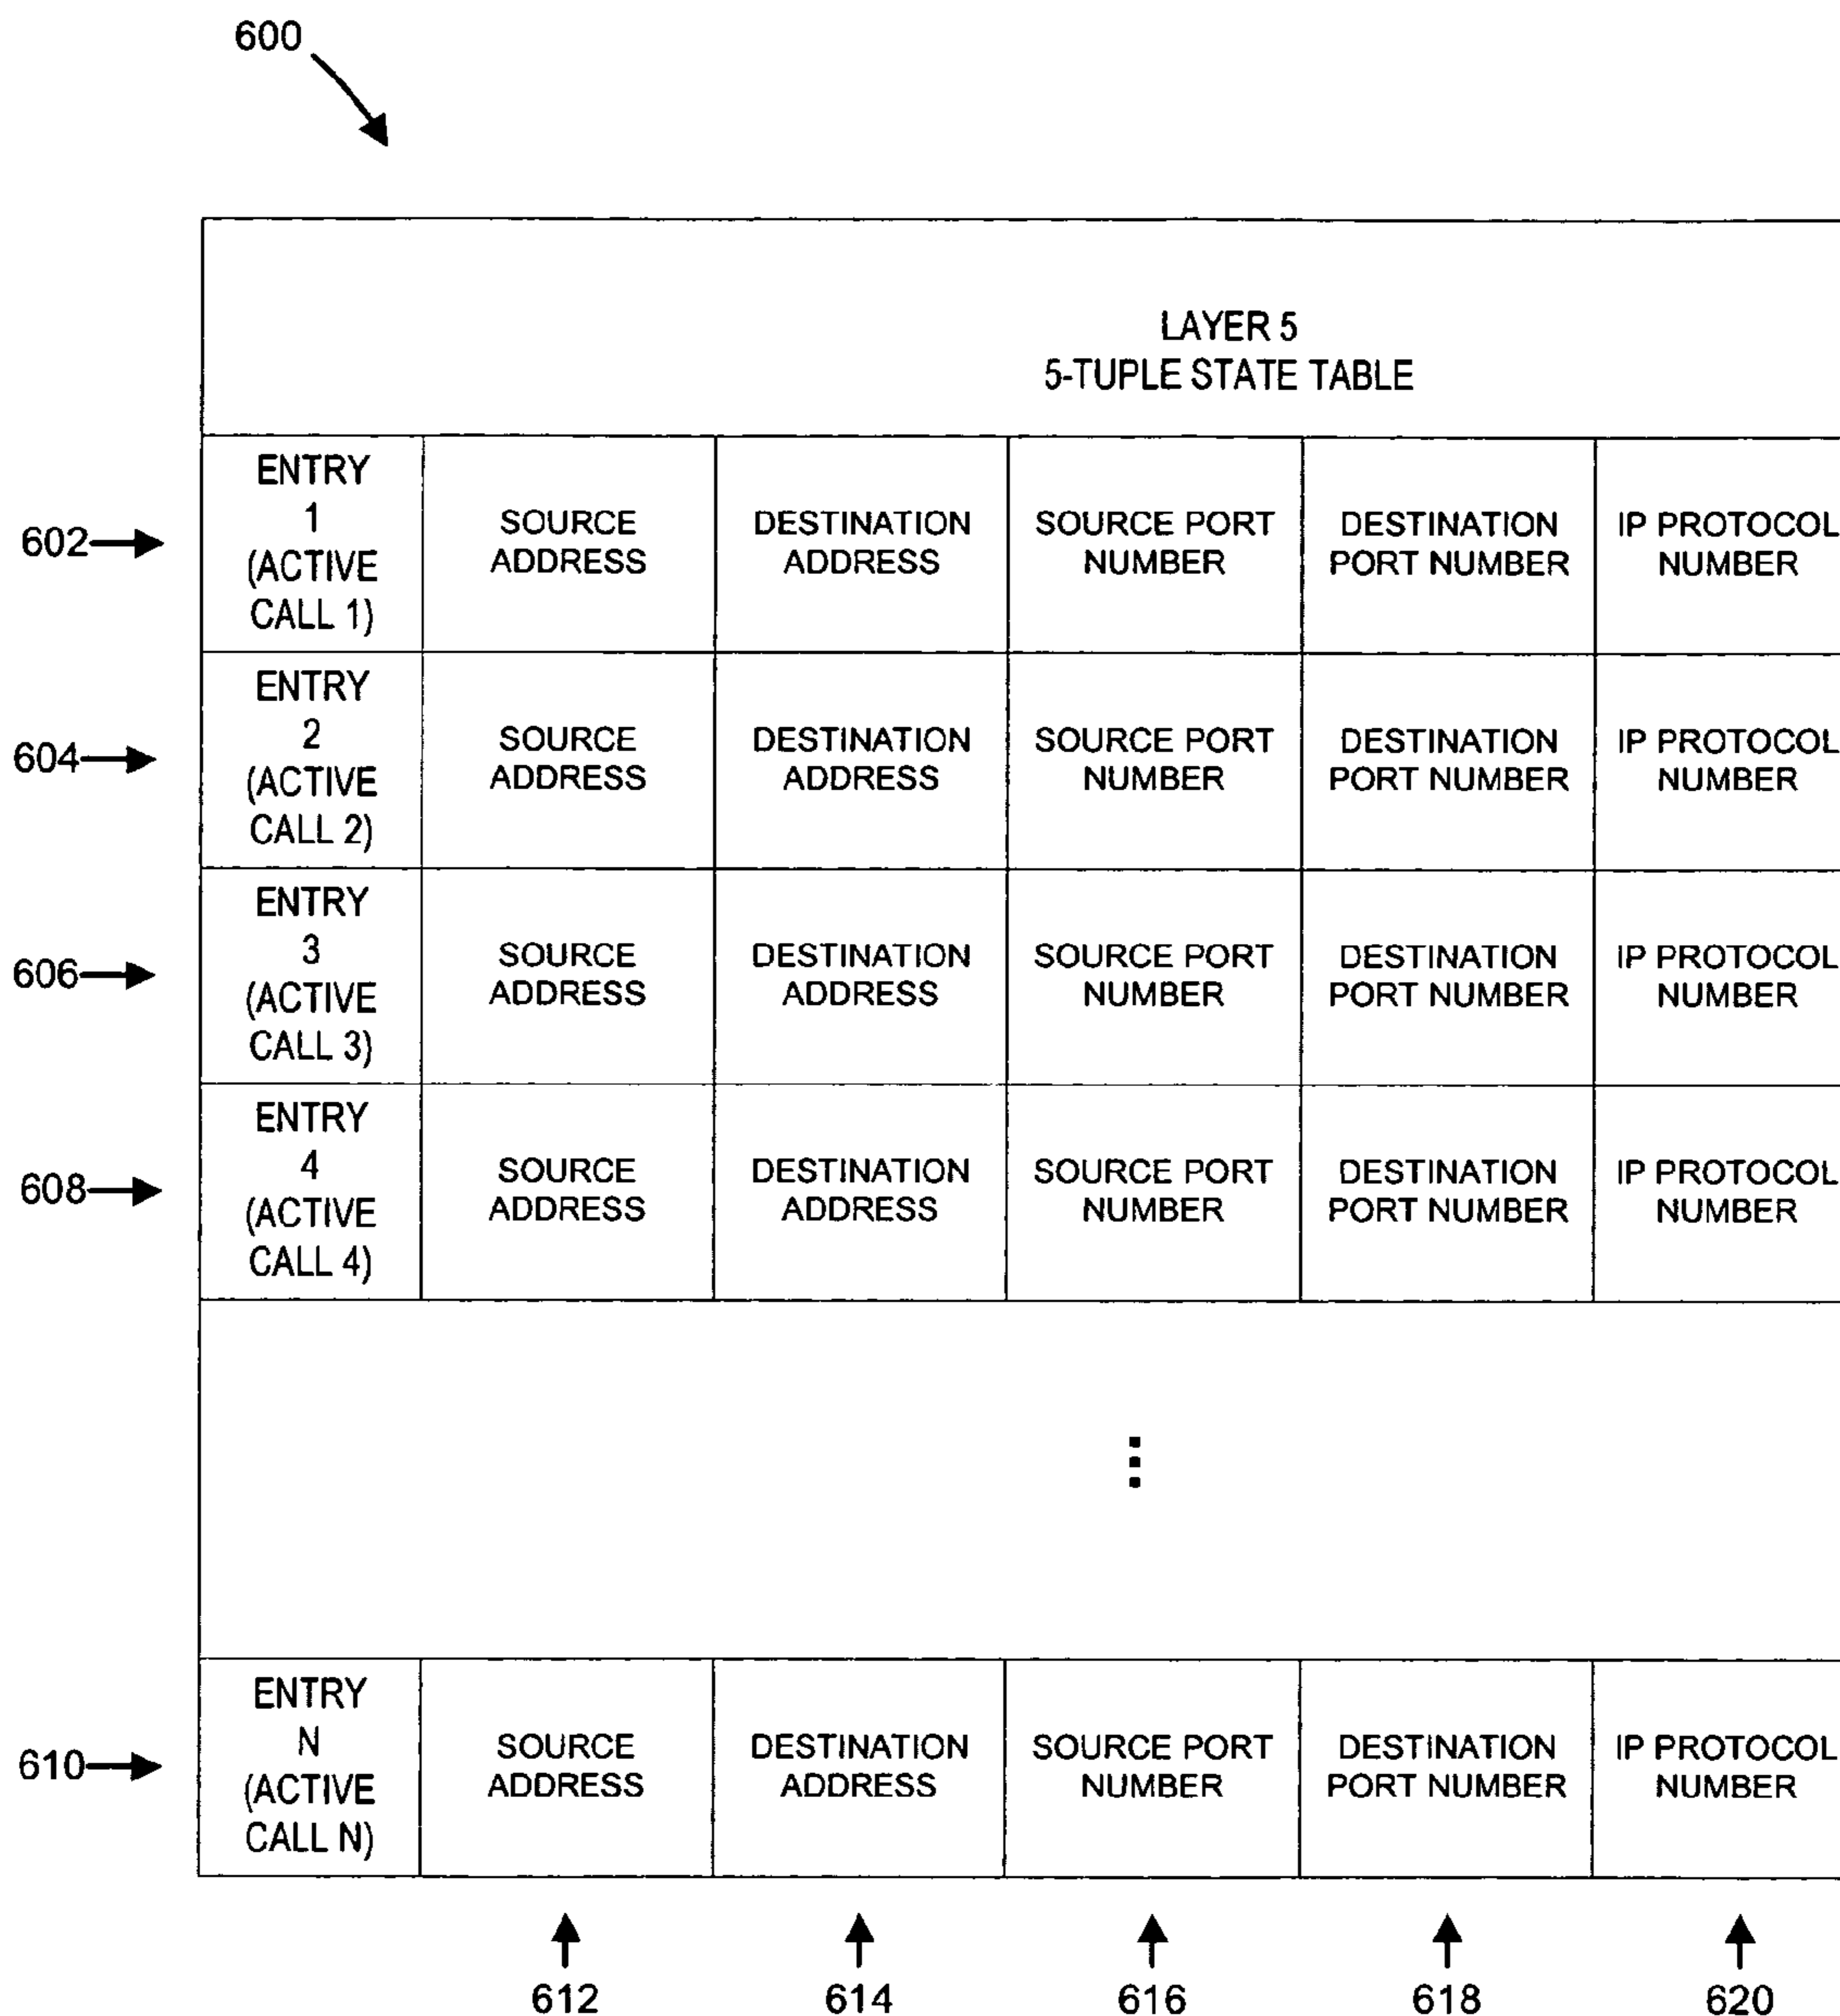 600
LAYER 5
5-TUPLE STATE TABLE
602
ENTRY
1
(ACTIVE
CALL 1)
SOURCE
ADDRESS
DESTINATION
ADDRESS
SOURCE PORT
NUMBER
DESTINATION
PORT NUMBER
IP PROTOCOL
NUMBER
604
ENTRY
2
(ACTIVE
CALL 2)
SOURCE
ADDRESS
DESTINATION
ADDRESS
SOURCE PORT
NUMBER
DESTINATION
PORT NUMBER
IP PROTOCOL
NUMBER
606
ENTRY
3
(ACTIVE
CALL 3)
SOURCE
ADDRESS
DESTINATION
ADDRESS
SOURCE PORT
NUMBER
DESTINATION
PORT NUMBER
IP PROTOCOL
NUMBER
608
ENTRY
4
(ACTIVE
CALL 4)
SOURCE
ADDRESS
DESTINATION
ADDRESS
SOURCE PORT
NUMBER
DESTINATION
PORT NUMBER
IP PROTOCOL
NUMBER
⋮
610
ENTRY
N
(ACTIVE
CALL N)
SOURCE
ADDRESS
DESTINATION
ADDRESS
SOURCE PORT
NUMBER
DESTINATION
PORT NUMBER
IP PROTOCOL
NUMBER
612
614
616
618
620